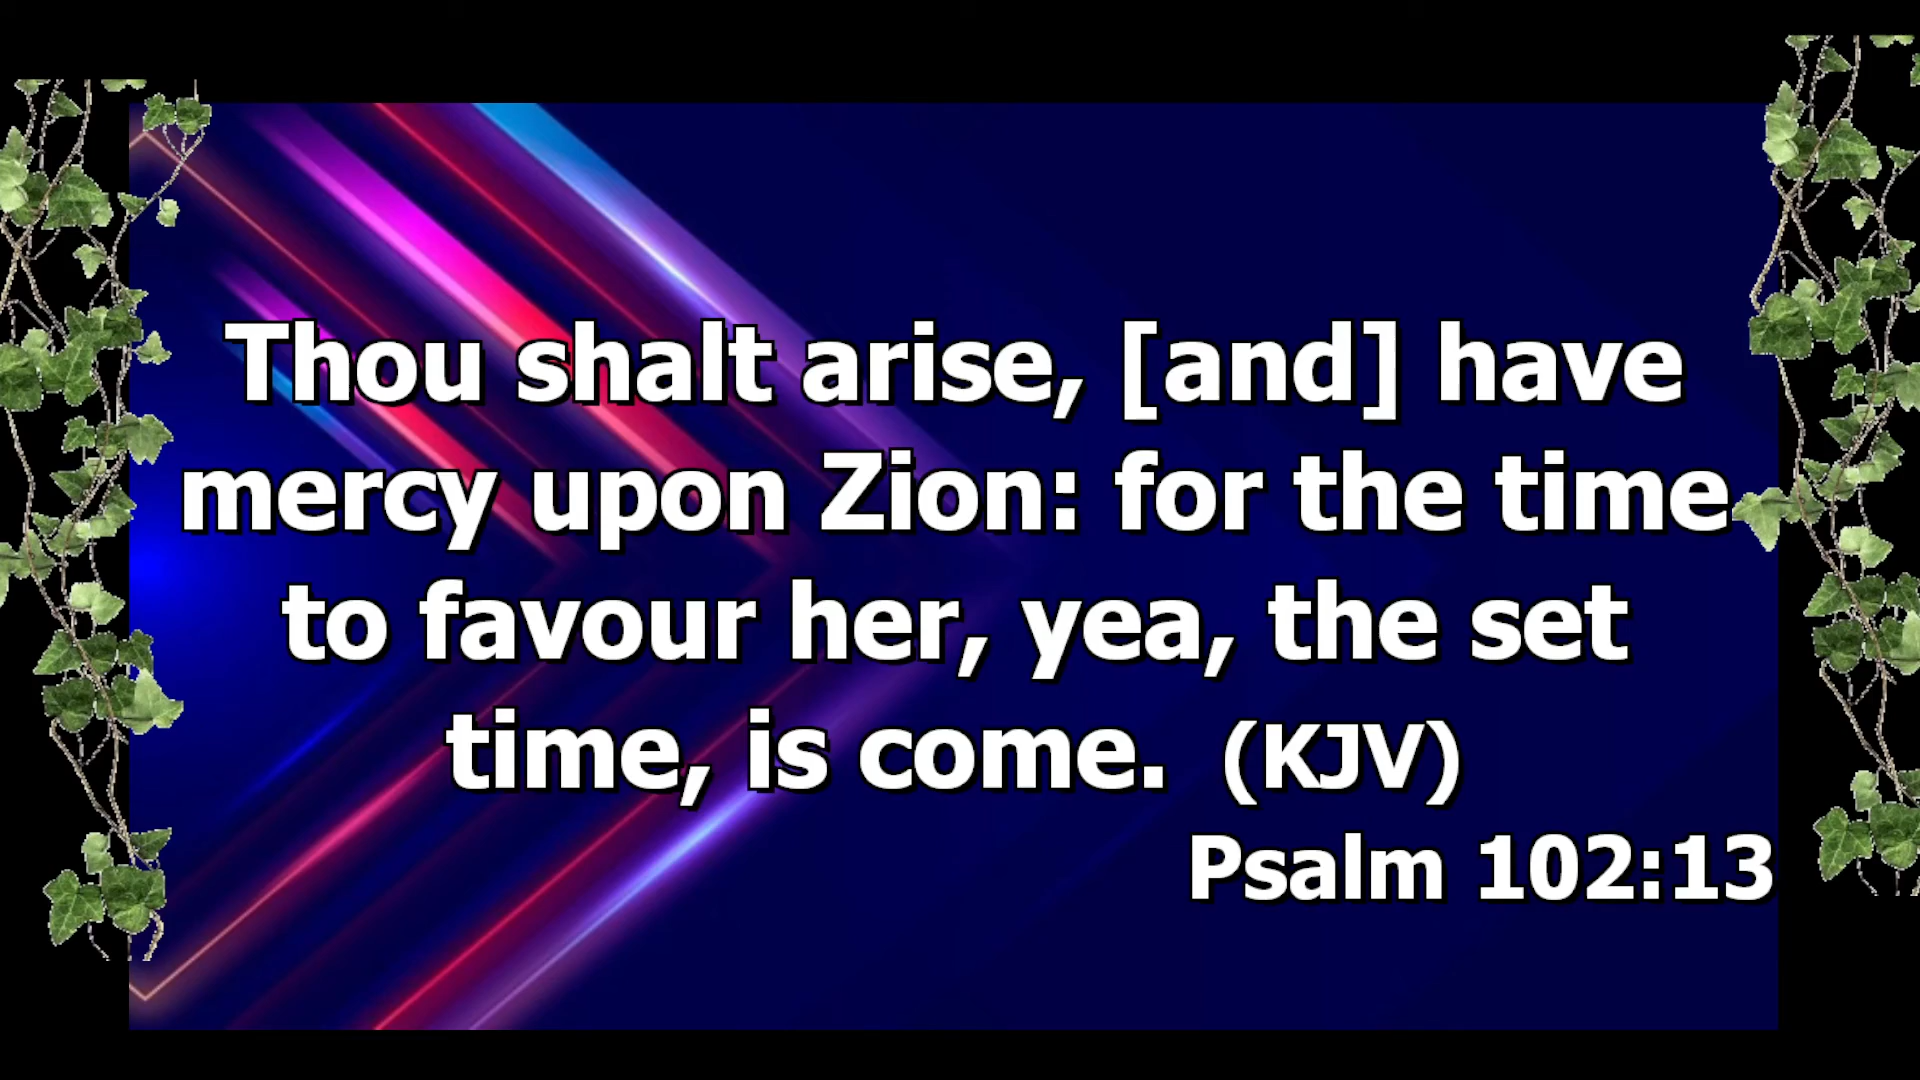 Thou shalt arise, [and] have
mercy upon Zion: for the time
to favour her, yea, the set
time, is come. (KJV)
Psalm 102:13